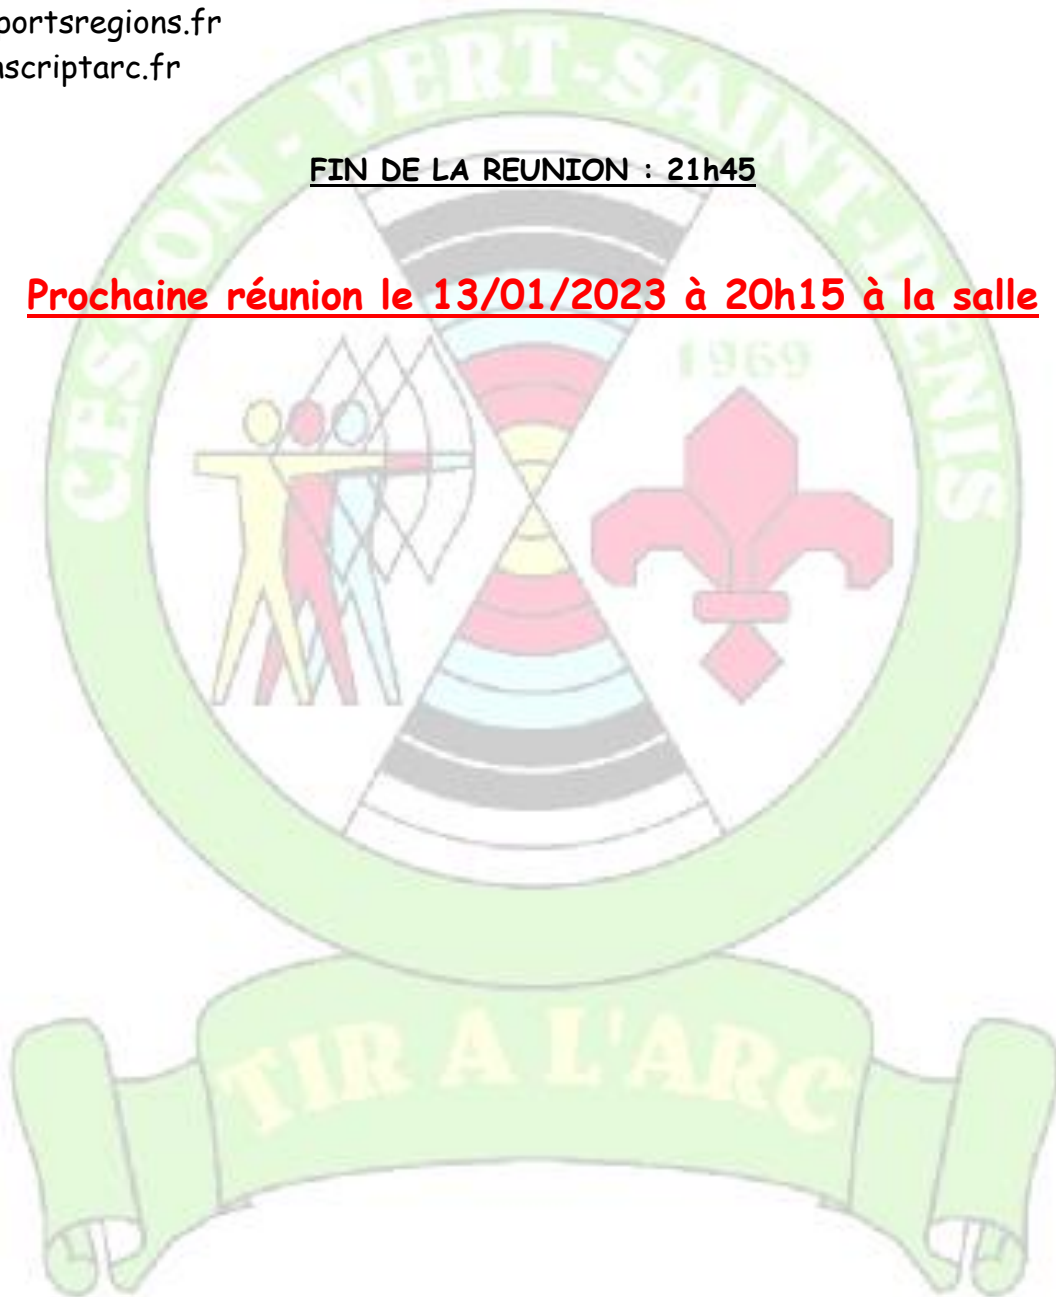 portsregions.fr
nscriptarc.fr
FIN DE LA REUNION : 21h45
Prochaine réunion le 13/01/2023 à 20h15 à la salle
CESSON - VERT-SAINT-DENIS
1969
TIR A L'ARC